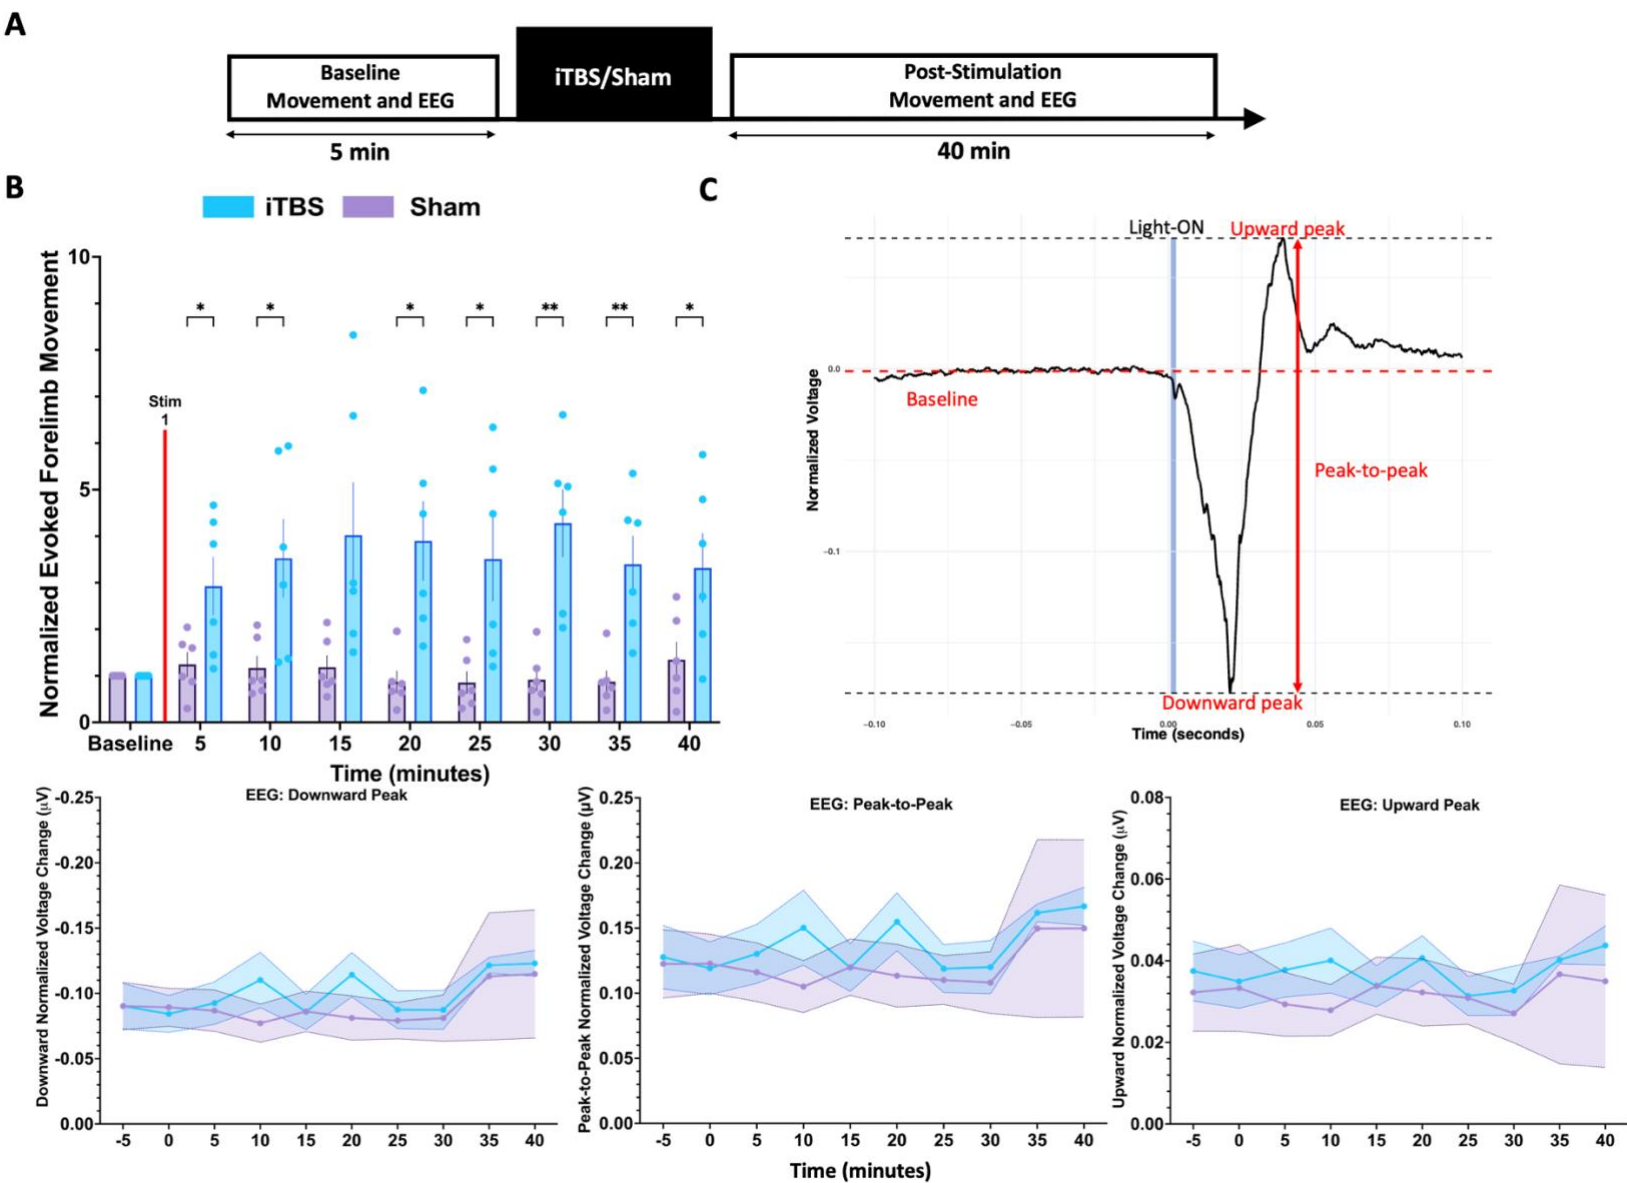 A
Baseline
Movement and EEG
iTBS/Sham
Post-Stimulation
Movement and EEG
5 min
40 min
B
iTBS
Sham
Normalized Evoked Forelimb Movement
10
5
0
Stim
1
*
*
*
*
**
**
*
Baseline
5
10
15
20
25
30
35
40
Time (minutes)
C
Light-ON
Upward peak
Normalized Voltage
0.0
-0.1
Baseline
Peak-to-peak
Downward peak
-0.10
-0.05
0.00
0.05
0.10
Time (seconds)
EEG: Downward Peak
Downward Normalized Voltage Change (µV)
-0.25
-0.20
-0.15
-0.10
-0.05
0.00
-5
0
5
10
15
20
25
30
35
40
EEG: Peak-to-Peak
Peak-to-Peak Normalized Voltage Change (µV)
0.25
0.20
0.15
0.10
0.05
0.00
-5
0
5
10
15
20
25
30
35
40
EEG: Upward Peak
Upward Normalized Voltage Change (µV)
0.08
0.06
0.04
0.02
0.00
-5
0
5
10
15
20
25
30
35
40
Time (minutes)